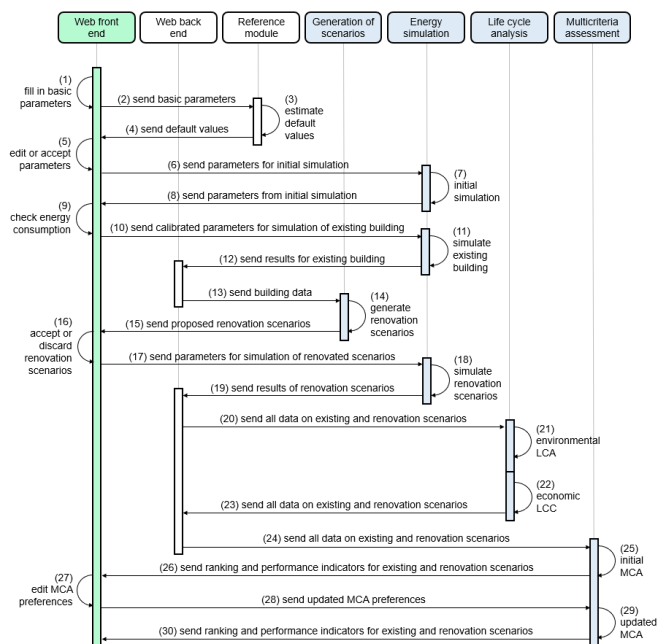 Web front
end
Web back
end
Reference
module
Generation of
scenarios
Energy
simulation
Life cycle
analysis
Multicriteria
assessment
(1)
fill in basic
parameters
(2) send basic parameters
(3)
estimate
default
values
(4) send default values
(5)
edit or accept
parameters
(6) send parameters for initial simulation
(7)
initial
simulation
(8) send parameters from initial simulation
(9)
check energy
consumption
(10) send calibrated parameters for simulation of existing building
(11)
simulate
existing
building
(12) send results for existing building
(13) send building data
(14)
generate
renovation
scenarios
(15) send proposed renovation scenarios
(16)
accept or
discard
renovation
scenarios
(17) send parameters for simulation of renovated scenarios
(18)
simulate
renovation
scenarios
(19) send results of renovation scenarios
(20) send all data on existing and renovation scenarios
(21)
environmental
LCA
(22)
economic
LCC
(23) send all data on existing and renovation scenarios
(24) send all data on existing and renovation scenarios
(25)
initial
MCA
(26) send ranking and performance indicators for existing and renovation scenarios
(27)
edit MCA
preferences
(28) send updated MCA preferences
(29)
updated
MCA
(30) send ranking and performance indicators for existing and renovation scenarios